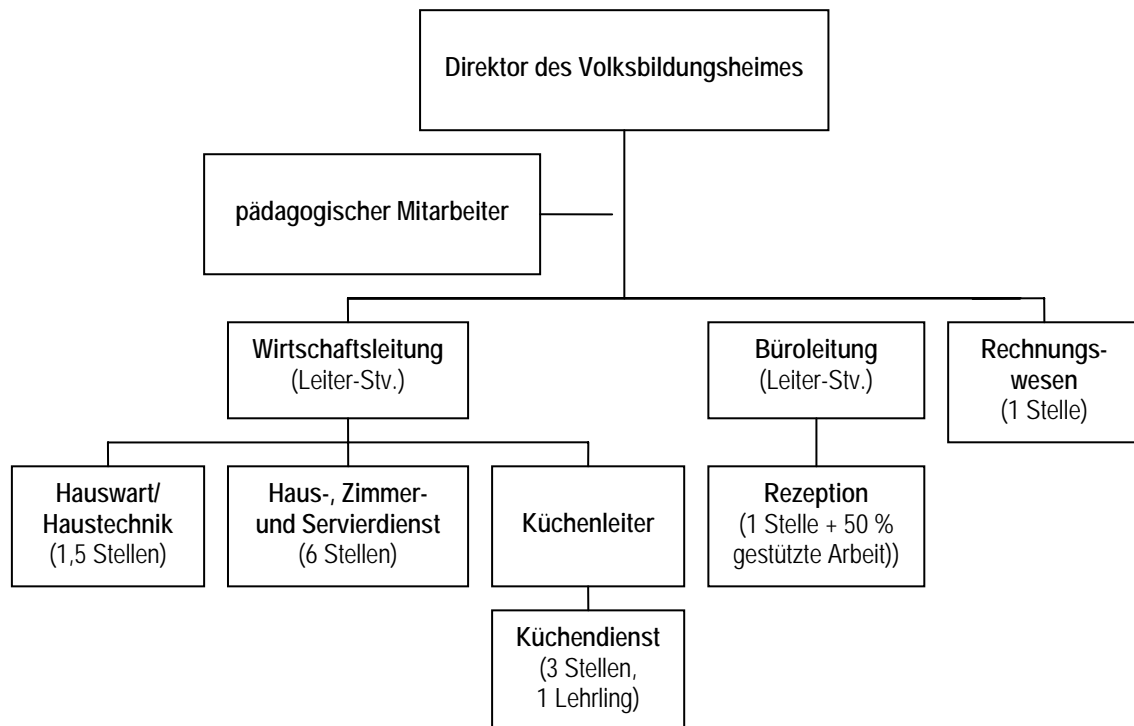 Direktor des Volksbildungsheimes
pädagogischer Mitarbeiter
Wirtschaftsleitung
(Leiter-Stv.)
Büroleitung
(Leiter-Stv.)
Rechnungs-
wesen
(1 Stelle)
Hauswart/
Haustechnik
(1,5 Stellen)
Haus-, Zimmer-
und Servierdienst
(6 Stellen)
Küchenleiter
Rezeption
(1 Stelle + 50 %
gestützte Arbeit))
Küchendienst
(3 Stellen,
1 Lehrling)